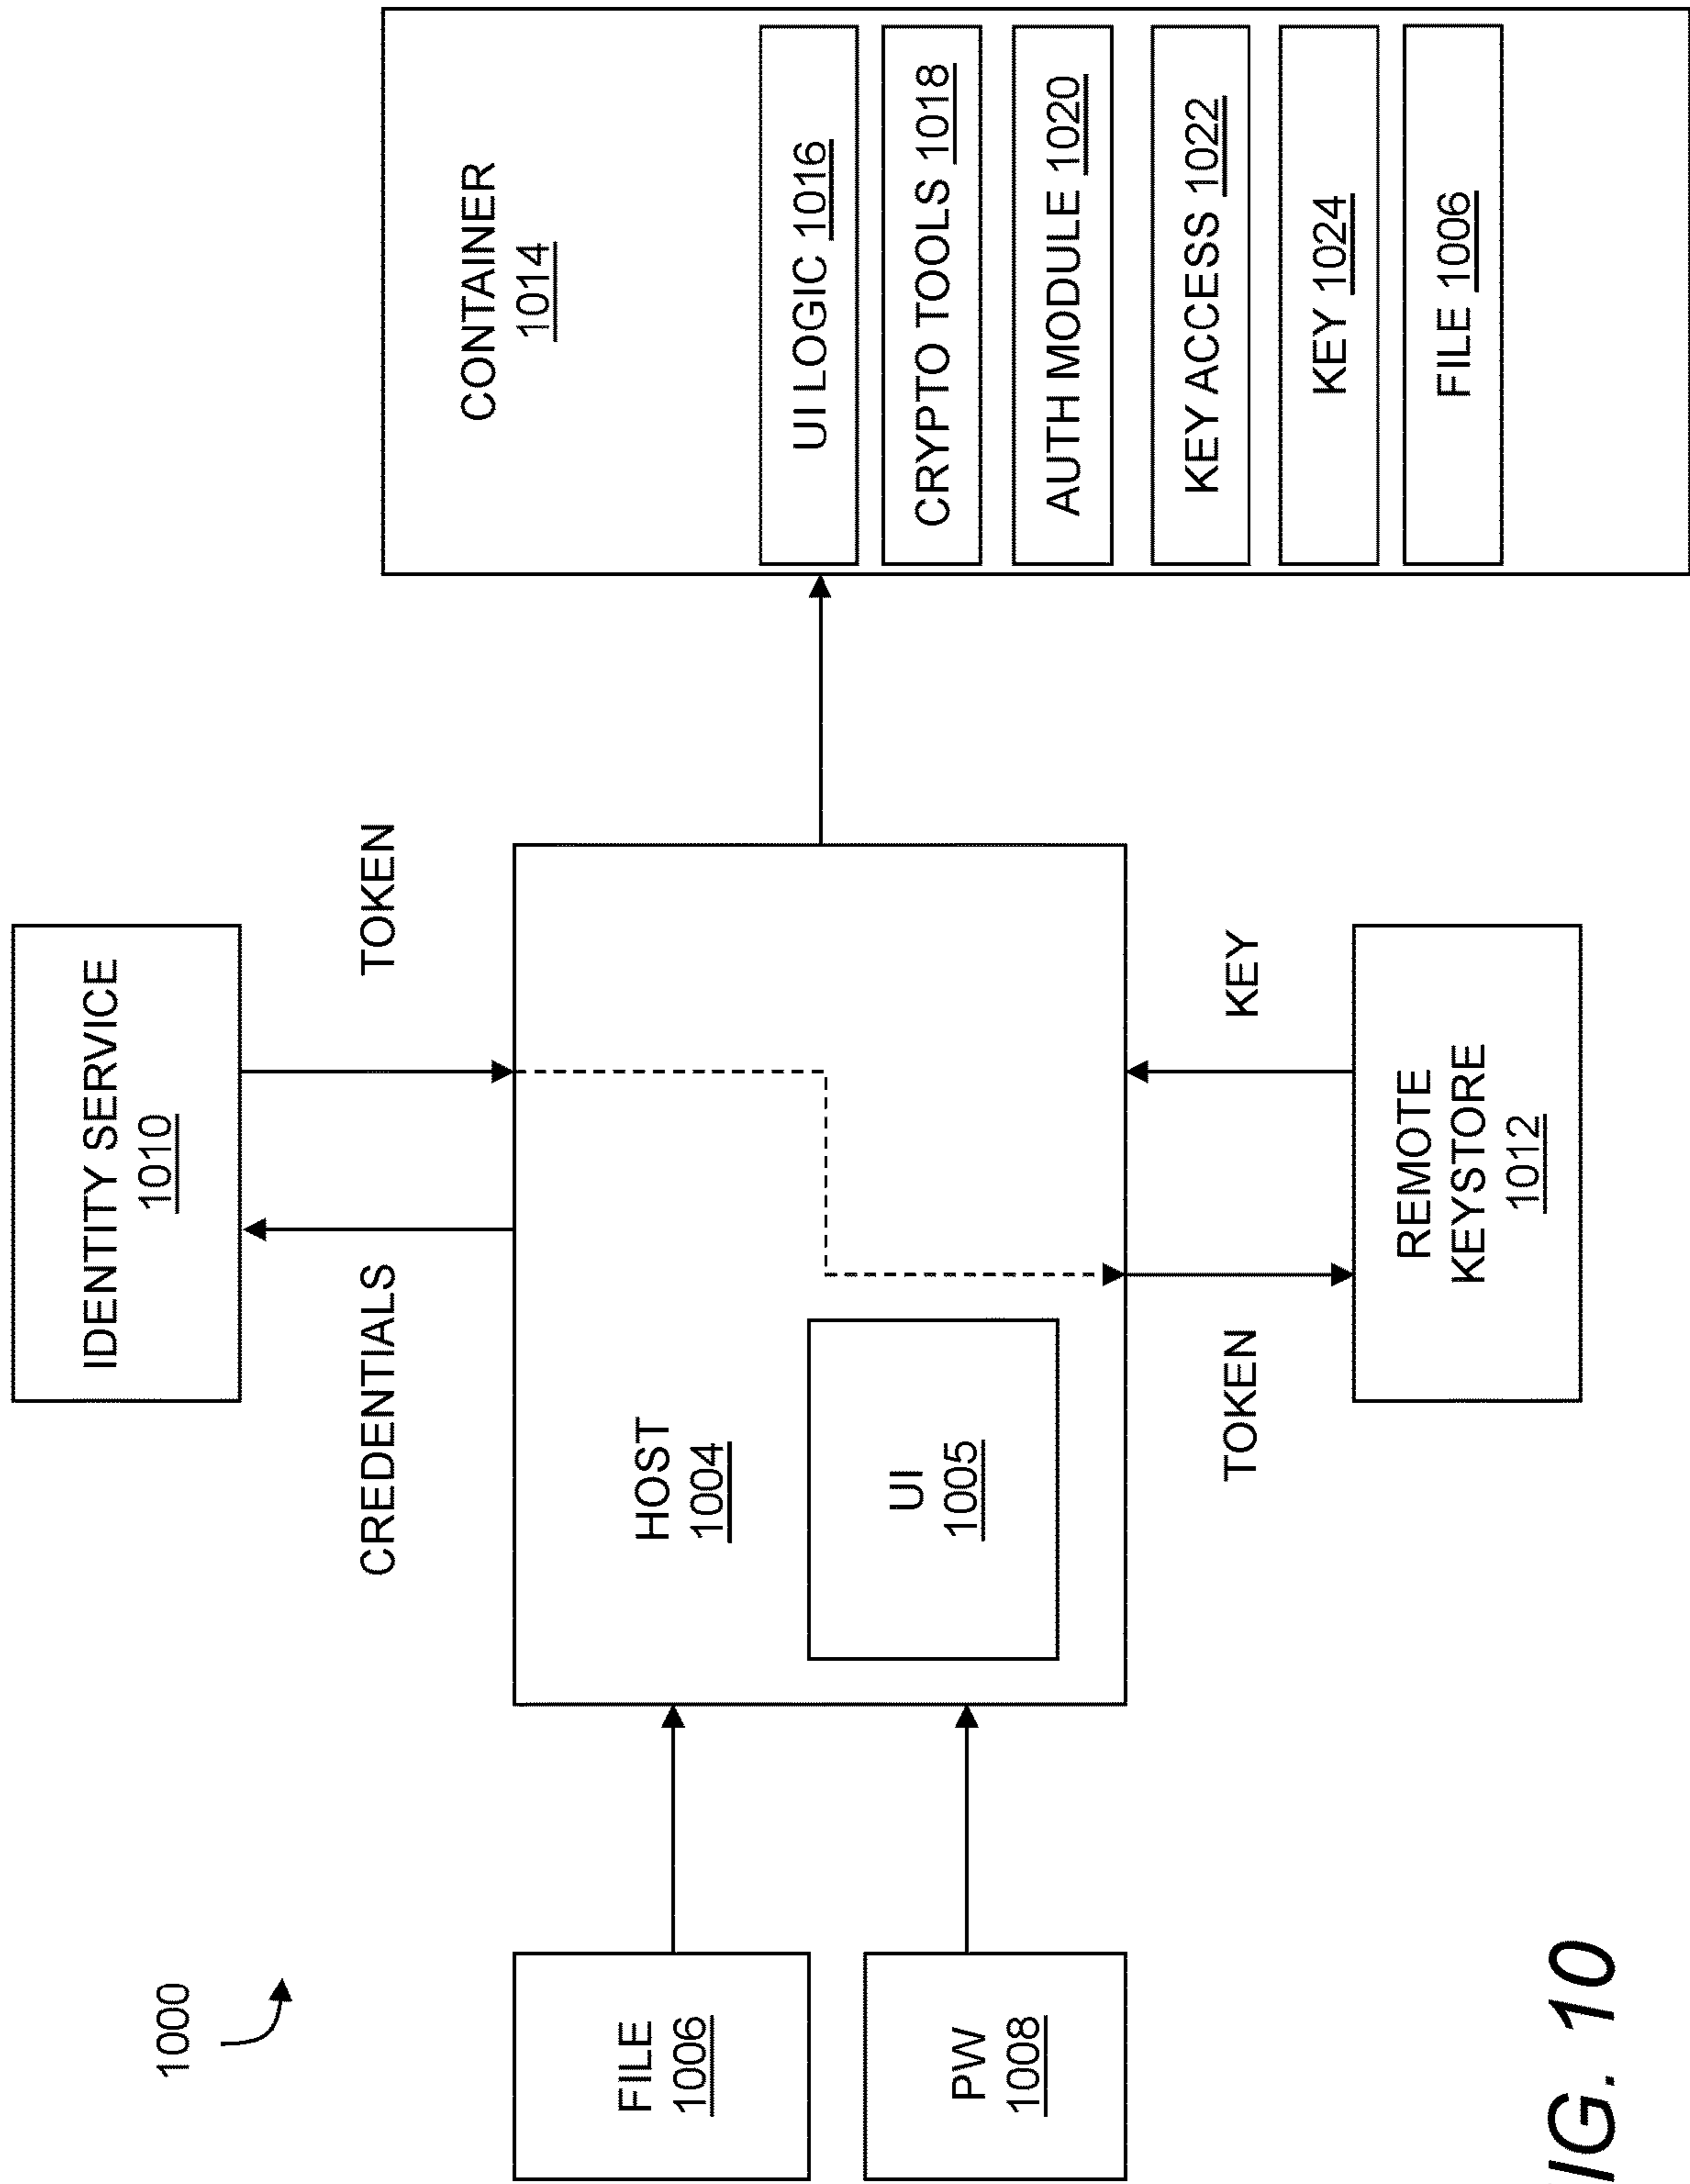 1000
IDENTITY SERVICE
1010
CREDENTIALS
TOKEN
FILE
1006
PW
1008
HOST
1004
UI
1005
TOKEN
KEY
REMOTE
KEYSTORE
1012
CONTAINER
1014
UI LOGIC 1016
CRYPTO TOOLS 1018
AUTH MODULE 1020
KEY ACCESS 1022
KEY 1024
FILE 1006
IG. 10